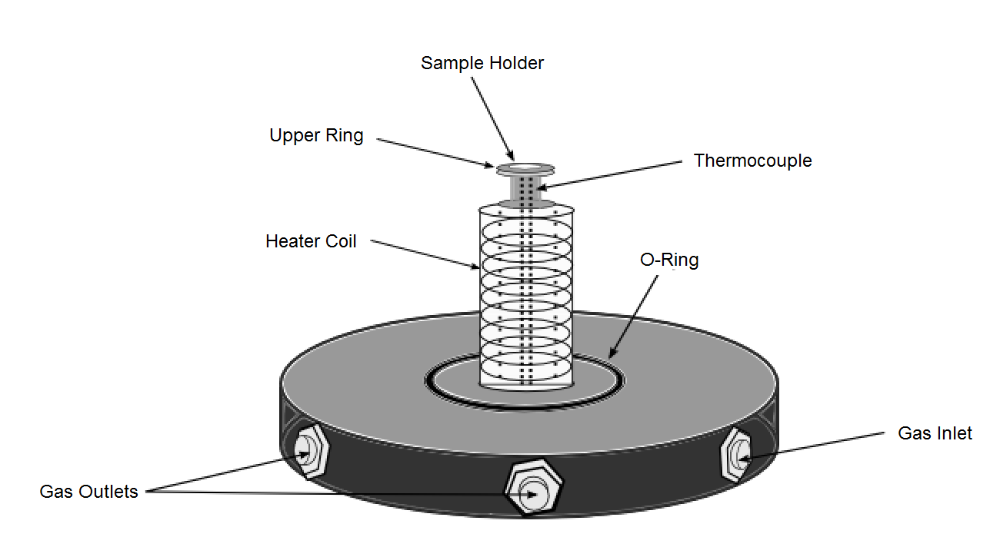 Sample Holder
Upper Ring
Thermocouple
Heater Coil
O-Ring
Gas Inlet
Gas Outlets